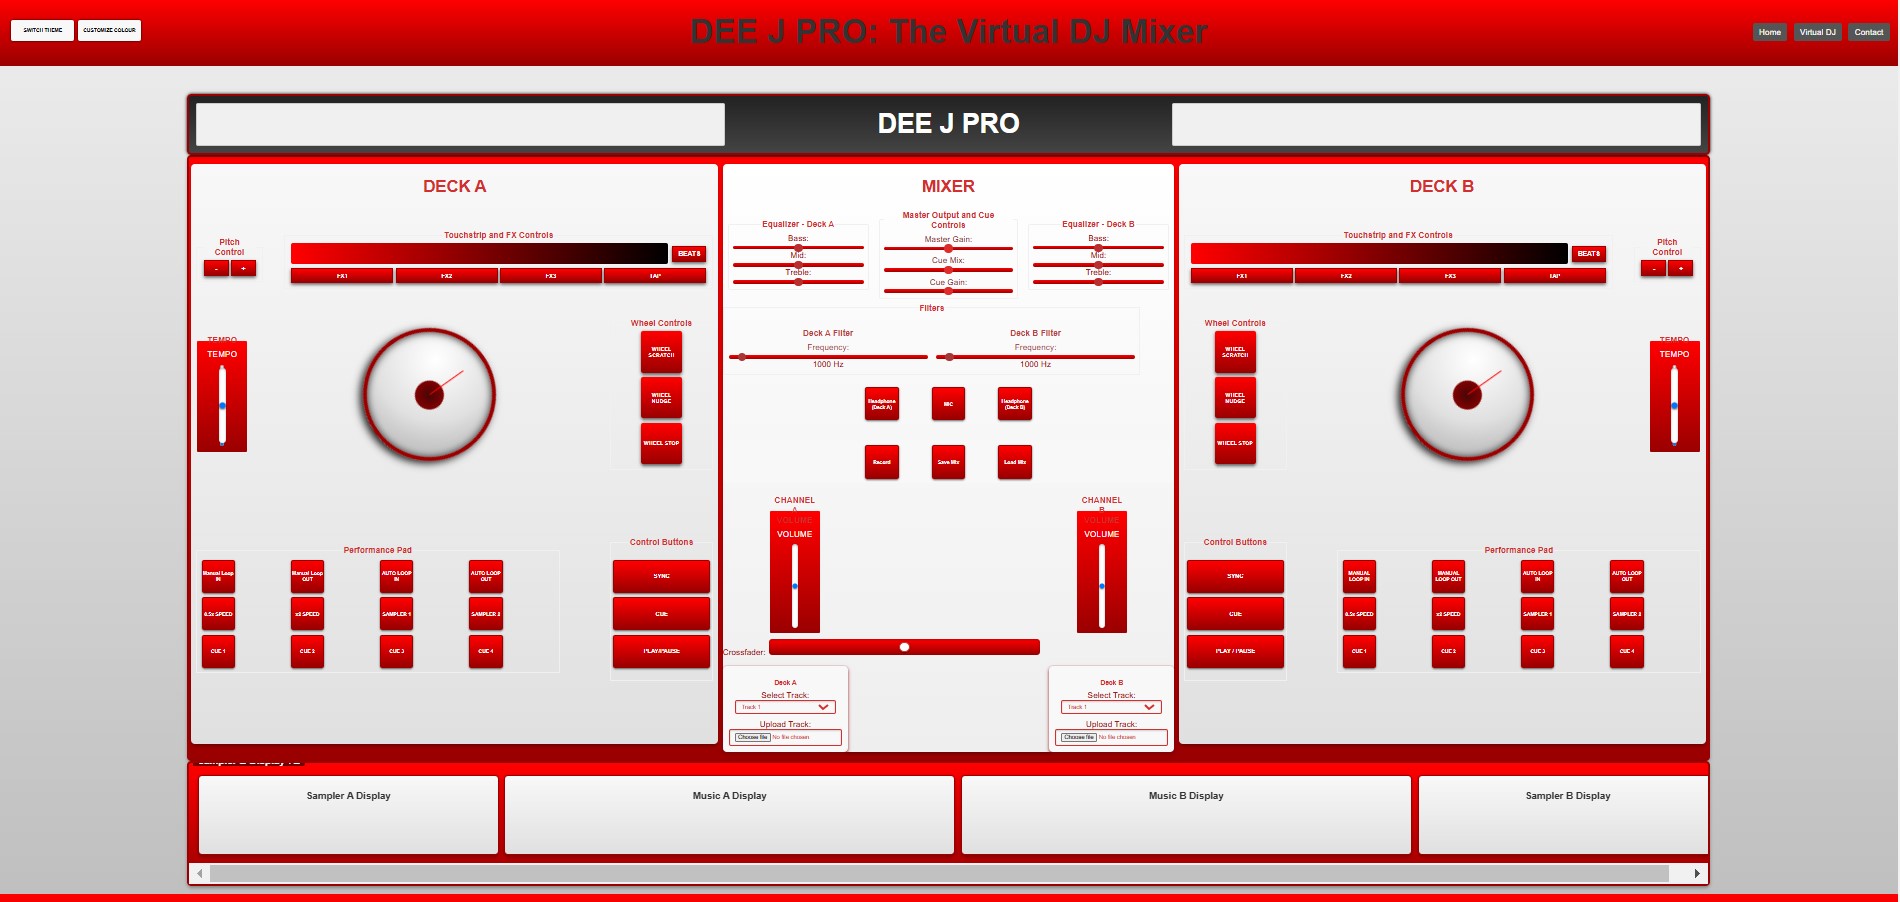 SWITCH THEME
CUSTOMIZE COLOUR
DEE J PRO: The Virtual DJ Mixer
Home
Virtual DJ
Contact
DEE J PRO
DECK A
Pitch
Control
-
+
Touchstrip and FX Controls
BEAT8
FX1
FX2
FX3
TAP
TEMPO
TEMPO
Wheel Controls
WHEEL
SCRATCH
WHEEL
NUDGE
WHEEL STOP
Performance Pad
Manual Loop
IN
Manual Loop
OUT
AUTO LOOP
IN
AUTO LOOP
OUT
0.5x SPEED
x2 SPEED
SAMPLER 1
SAMPLER 2
CUE 1
CUE 2
CUE 3
CUE 4
Control Buttons
SYNC
CUE
PLAY/PAUSE
MIXER
Equalizer - Deck A
Bass:
Mid:
Treble:
Master Output and Cue
Controls
Master Gain:
Cue Mix:
Cue Gain:
Equalizer - Deck B
Bass:
Mid:
Treble:
Filters
Deck A Filter
Frequency:
1000 Hz
Deck B Filter
Frequency:
1000 Hz
Headphone
(Deck A)
MIC
Headphone
(Deck B)
Record
Save Mix
Load Mix
CHANNEL
A
VOLUME
VOLUME
CHANNEL
B
VOLUME
VOLUME
Crossfader:
Deck A
Select Track:
Track 1
Upload Track:
Choose file No file chosen
Deck B
Select Track:
Track 1
Upload Track:
Choose file No file chosen
DECK B
Touchstrip and FX Controls
BEAT8
FX1
FX2
FX3
TAP
Pitch
Control
-
+
Wheel Controls
WHEEL
SCRATCH
WHEEL
NUDGE
WHEEL STOP
TEMPO
TEMPO
Control Buttons
SYNC
CUE
PLAY / PAUSE
Performance Pad
MANUAL
LOOP IN
MANUAL
LOOP OUT
AUTO LOOP
IN
AUTO LOOP
OUT
0.5x SPEED
x2 SPEED
SAMPLER 1
SAMPLER 2
CUE 1
CUE 2
CUE 3
CUE 4
Sampler A Display
Music A Display
Music B Display
Sampler B Display